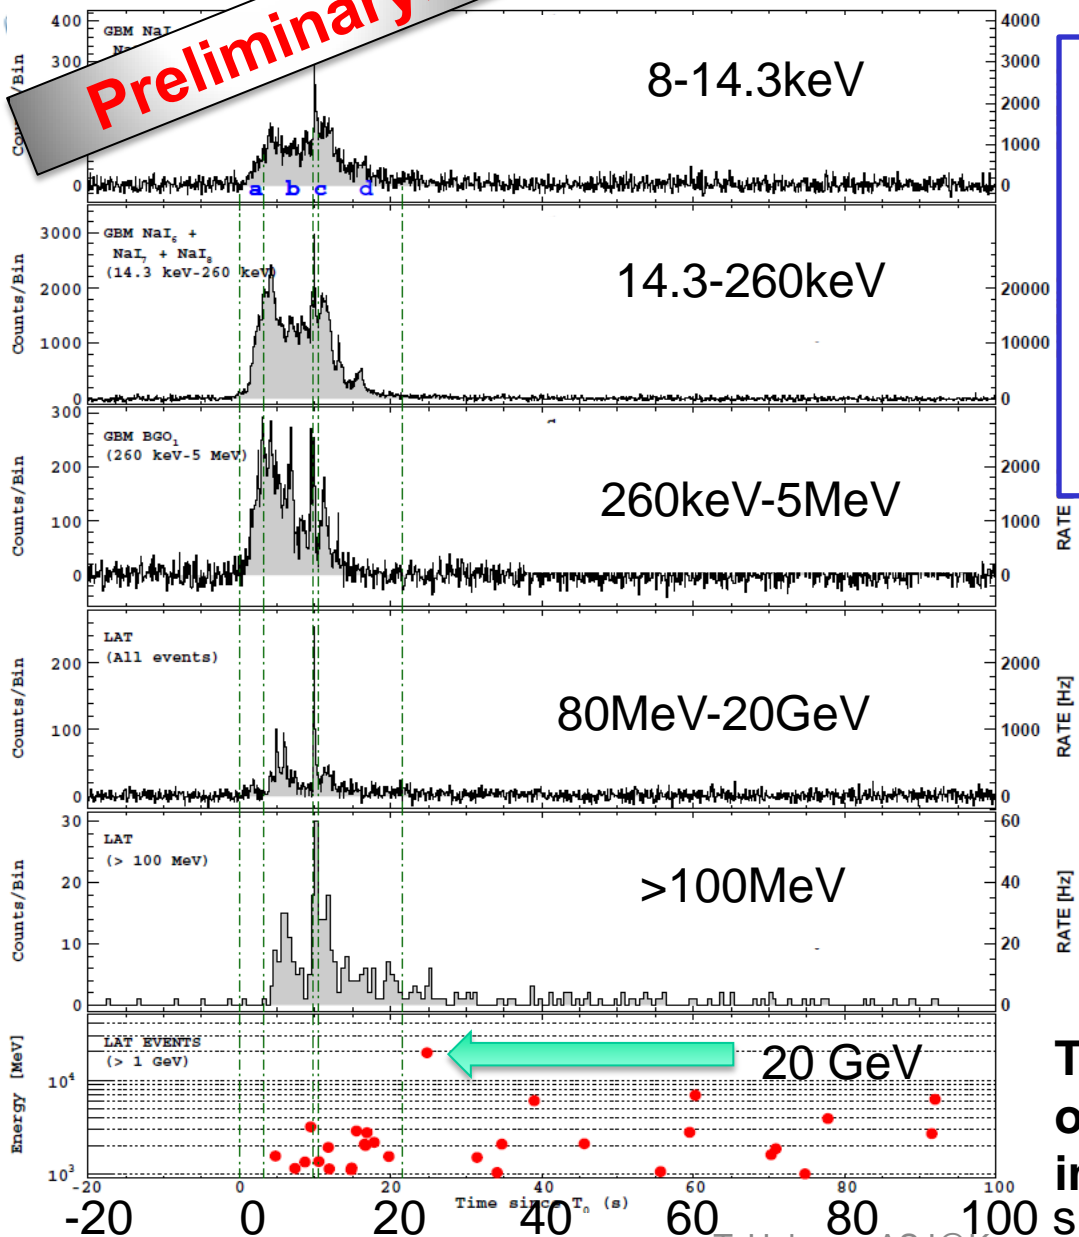 Preliminary
400
300
0
GBM NaI
Counts/Bin
8-14.3keV
a b c d
4000
3000
2000
1000
0
3000
2000
1000
0
Counts/Bin
GBM NaI6 +
NaI7 + NaI8
(14.3 keV-260 keV)
14.3-260keV
20000
10000
0
300
200
100
0
Counts/Bin
GBM BGO1
(260 keV-5 MeV)
260keV-5MeV
2000
1000
0
RATE
200
100
0
Counts/Bin
LAT
(All events)
80MeV-20GeV
2000
1000
0
RATE [Hz]
30
20
10
0
Counts/Bin
LAT
(> 100 MeV)
>100MeV
60
40
20
0
RATE [Hz]
Energy [MeV]
10^4
10^3
LAT EVENTS
(> 1 GeV)
20 GeV
-20 0 20 40 60 80 100
Time since T0 (s)
-20 0 20 40 60 80 100 s